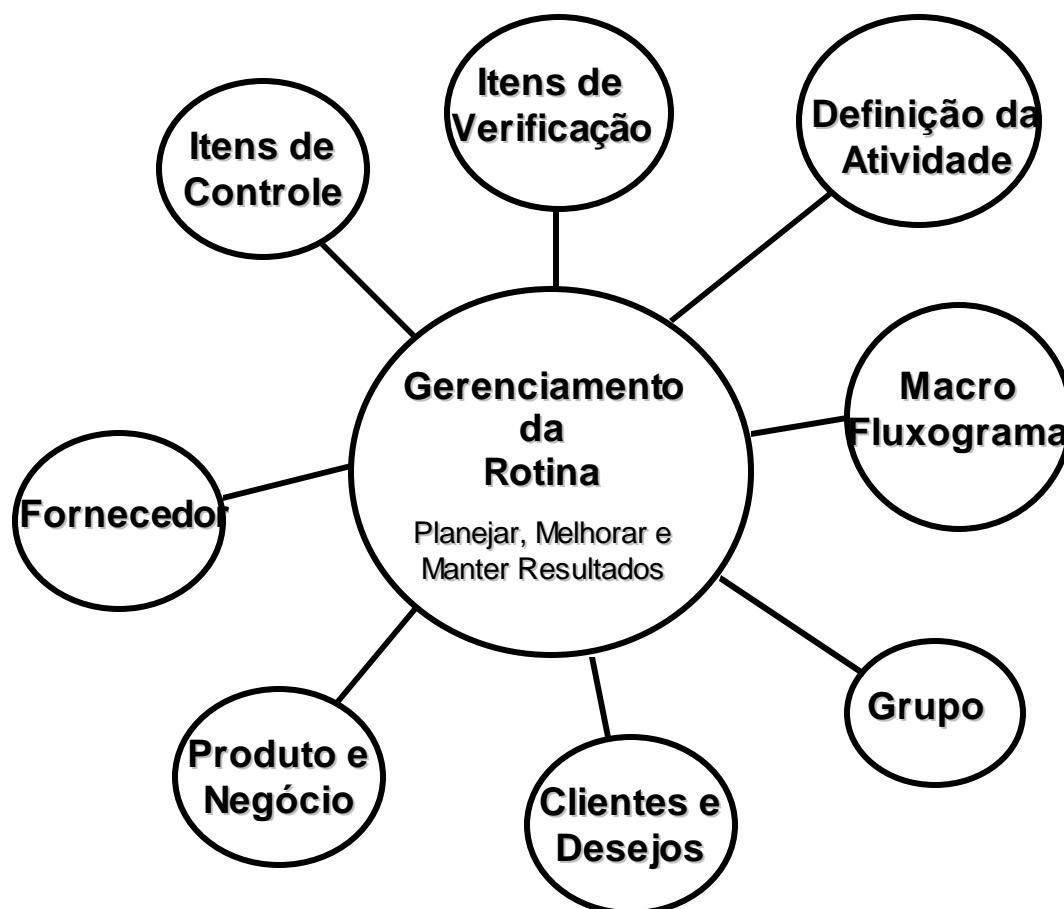 Itens de
Verificação
Definição da
Atividade
Itens de
Controle
Macro
Fluxograma
Gerenciamento
da
Rotina
Planejar, Melhorar e
Manter Resultados
Fornecedor
Grupo
Produto e
Negócio
Clientes e
Desejos